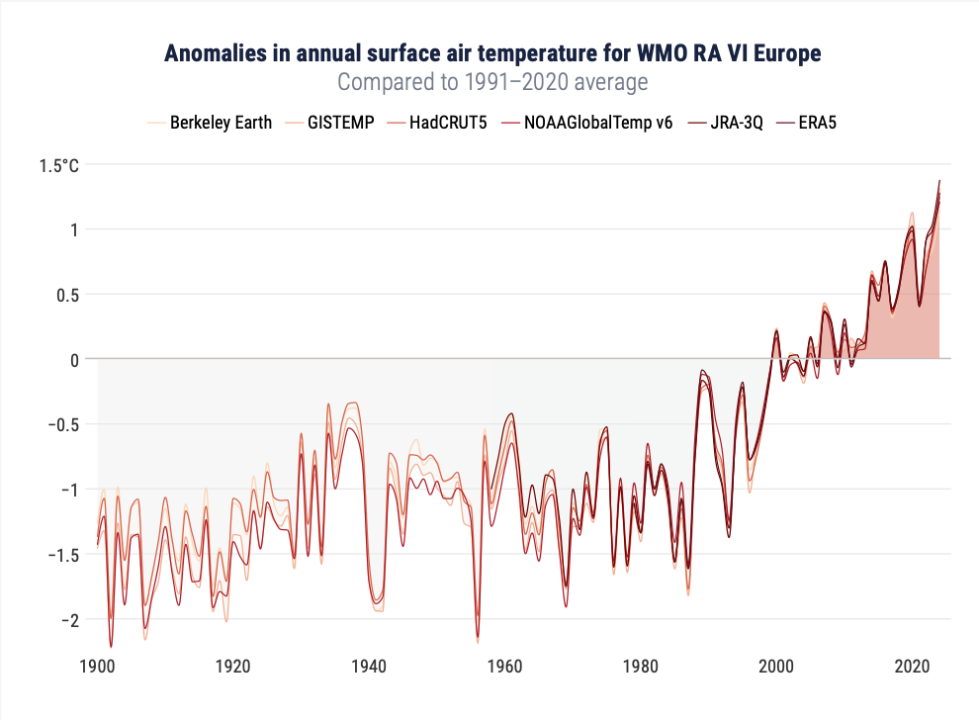 Anomalies in annual surface air temperature for WMO RA VI Europe
Compared to 1991–2020 average
Berkeley Earth GISTEMP HadCRUT5 NOAAGlobalTemp v6 JRA-3Q ERA5
1.5°C
1
0.5
0
−0.5
−1
−1.5
−2
1900 1920 1940 1960 1980 2000 2020